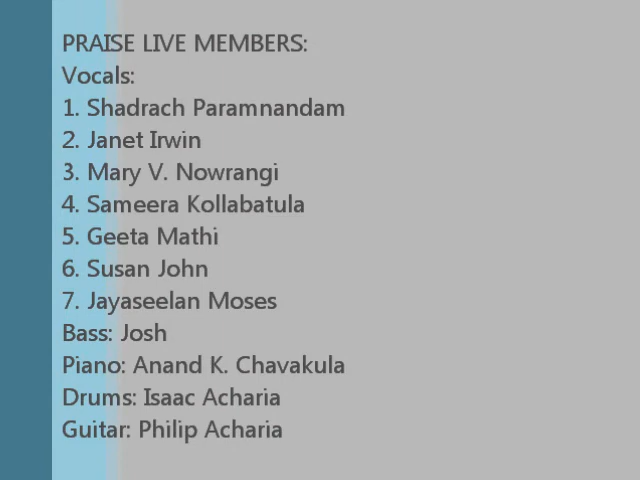 PRAISE LIVE MEMBERS:
Vocals:
1. Shadrach Paramnandam
2. Janet Irwin
3. Mary V. Nowrangi
4. Sameera Kollabatula
5. Geeta Mathi
6. Susan John
7. Jayaseelan Moses
Bass: Josh
Piano: Anand K. Chavakula
Drums: Isaac Acharia
Guitar: Philip Acharia